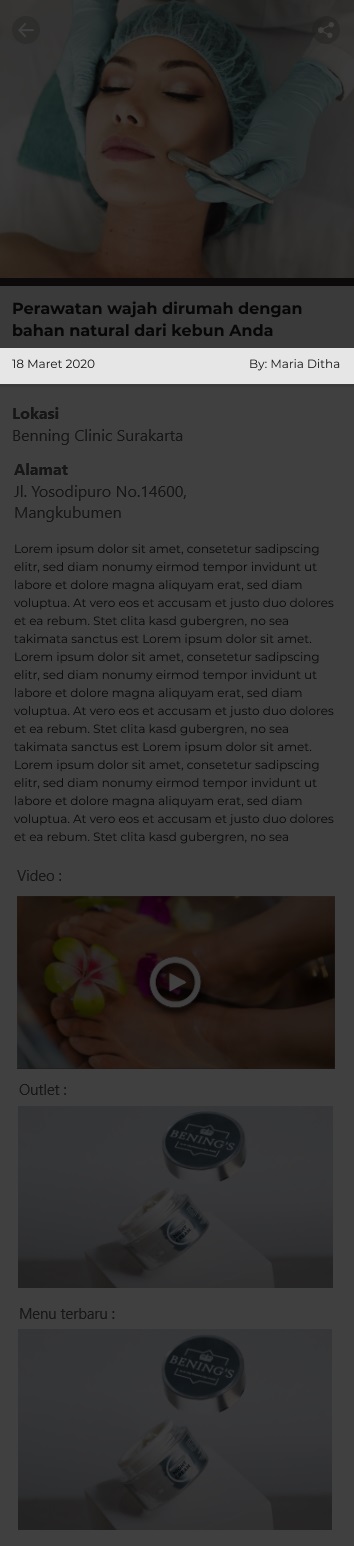 Perawatan wajah dirumah dengan
bahan natural dari kebun Anda
18 Maret 2020 By: Maria Ditha
Lokasi
Benning Clinic Surakarta
Alamat
Jl. Yosodipuro No.14600,
Mangkubumen
Lorem ipsum dolor sit amet, consetetur sadipscing
elitr, sed diam nonumy eirmod tempor invidunt ut
labore et dolore magna aliquyam erat, sed diam
voluptua. At vero eos et accusam et justo duo dolores
et ea rebum. Stet clita kasd gubergren, no sea
takimata sanctus est Lorem ipsum dolor sit amet.
Lorem ipsum dolor sit amet, consetetur sadipscing
elitr, sed diam nonumy eirmod tempor invidunt ut
labore et dolore magna aliquyam erat, sed diam
voluptua. At vero eos et accusam et justo duo dolores
et ea rebum. Stet clita kasd gubergren, no sea
takimata sanctus est Lorem ipsum dolor sit amet.
Lorem ipsum dolor sit amet, consetetur sadipscing
elitr, sed diam nonumy eirmod tempor invidunt ut
labore et dolore magna aliquyam erat, sed diam
voluptua. At vero eos et accusam et justo duo dolores
et ea rebum. Stet clita kasd gubergren, no sea
Video :
Outlet :
BENING'S
Menu terbaru :
BENING'S